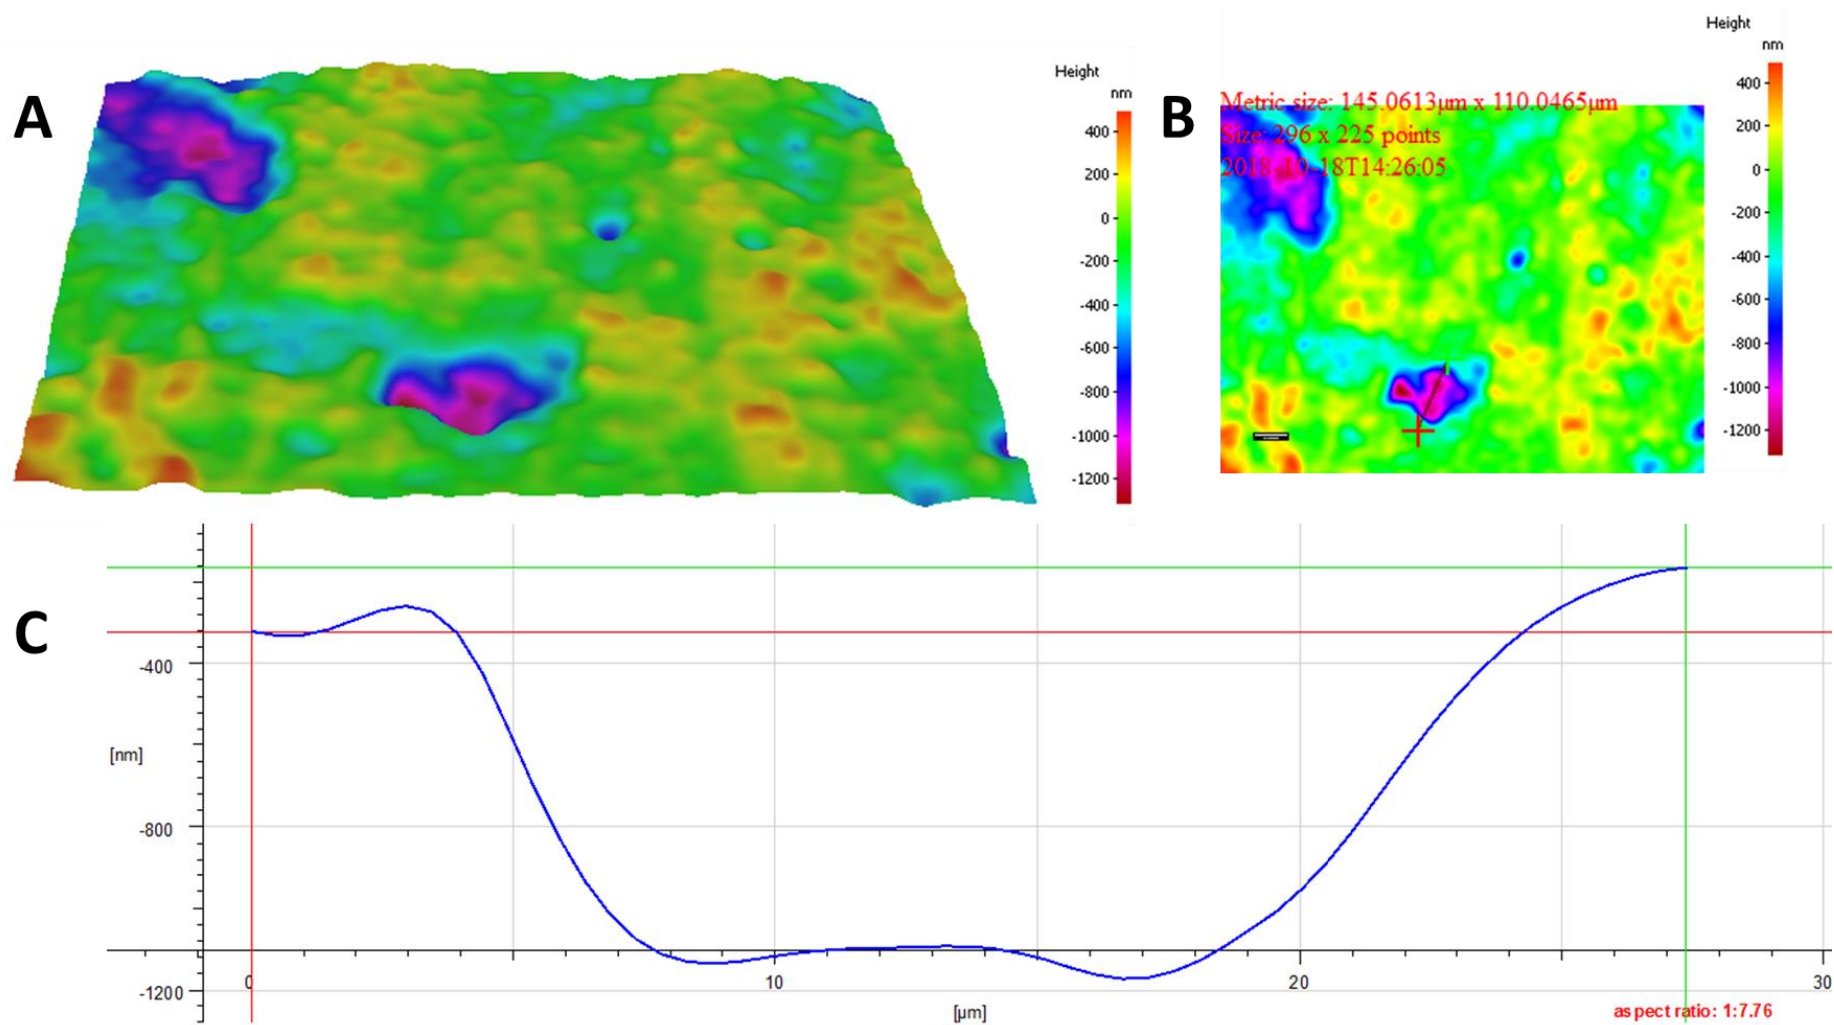 A
Height
nm
400
200
0
-200
-400
-600
-800
-1000
-1200
B
Height
nm
Metric size: 145.0613µm x 110.0465µm
Size: 296 x 225 points
2018-10-18T14:26:05
400
200
0
-200
-400
-600
-800
-1000
-1200
C
-400
[nm]
-800
-1200
0 10 20 30
[µm]
aspect ratio: 1:7.76